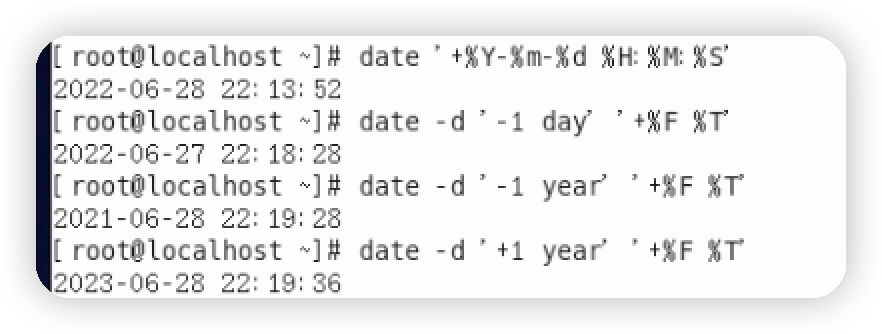 [root@localhost ~]# date '+%Y-%m-%d %H:%M:%S'
2022-06-28 22:13:52
[root@localhost ~]# date -d '-1 day' '+%F %T'
2022-06-27 22:18:28
[root@localhost ~]# date -d '-1 year' '+%F %T'
2021-06-28 22:19:28
[root@localhost ~]# date -d '+1 year' '+%F %T'
2023-06-28 22:19:36